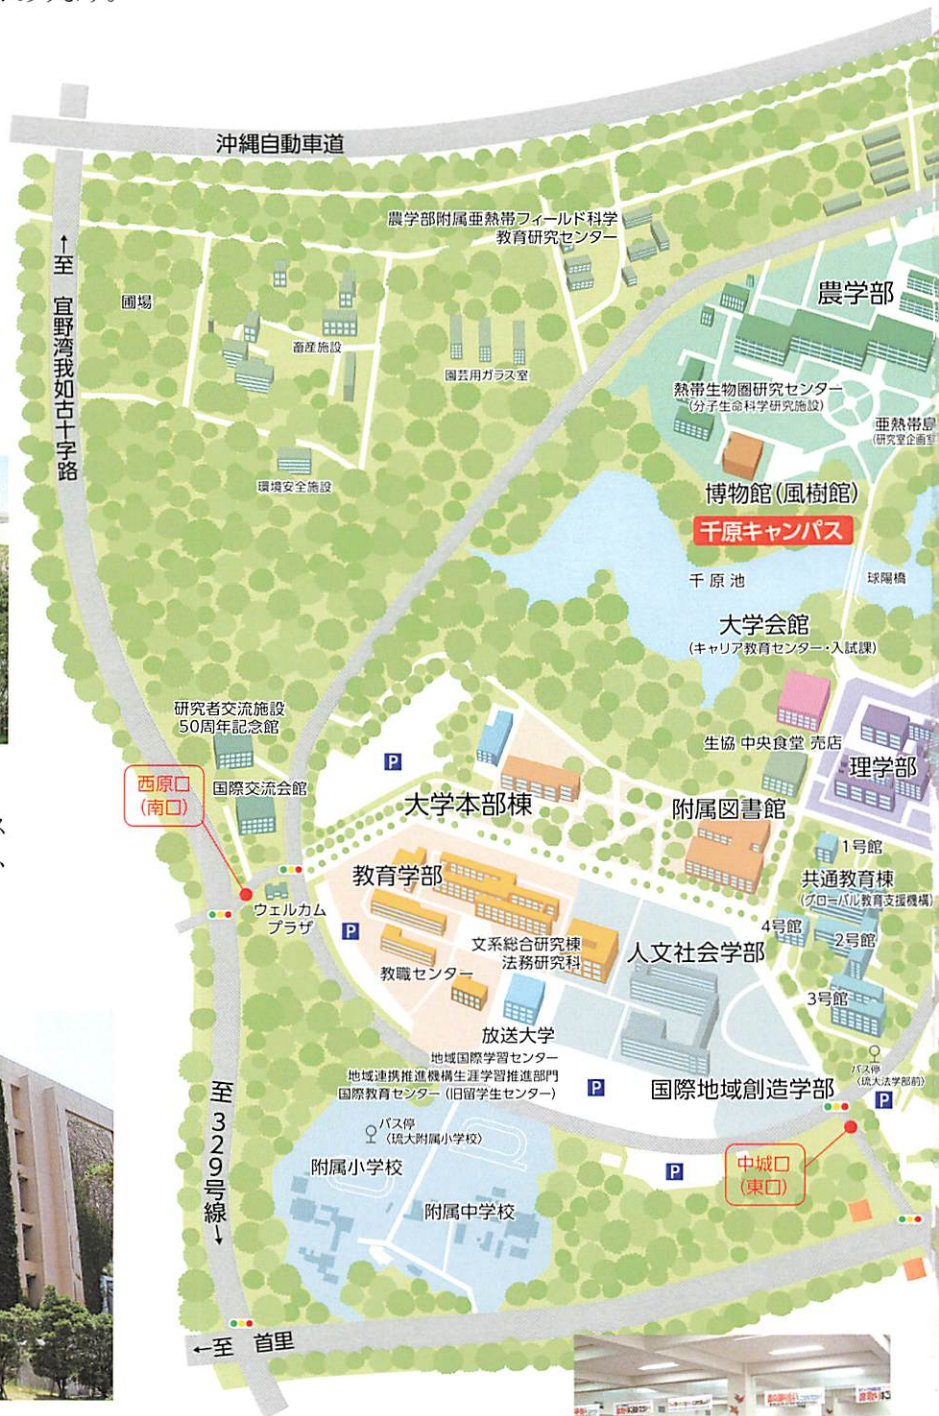 あります。
沖縄自動車道
農学部附属亜熱帯フィールド科学
教育研究センター
←至 宜野湾我如古十字路
圃場
畜産施設
園芸用ガラス室
環境安全施設
農学部
熱帯生物圏研究センター
(分子生命科学研究施設)
亜熱帯島
(研究室企画室
博物館(風樹館)
千原キャンパス
千原池
球陽橋
大学会館
(キャリア教育センター・入試課)
研究者交流施設
50周年記念館
国際交流会館
西原口
(南口)
P
大学本部棟
生協 中央食堂 売店
理学部
附属図書館
1号館
共通教育棟
(グローバル教育支援機構)
4号館
2号館
3号館
ス
、
ウェルカム
プラザ
教育学部
P
教職センター
文系総合研究棟
法務研究科
人文社会学部
放送大学
地域国際学習センター
地域連携推進機構生涯学習推進部門
国際教育センター(旧留学生センター)
P
国際地域創造学部
バス停
〈琉大法学部前〉
P
バス停
〈琉大附属小学校〉
附属小学校
附属中学校
P
中城口
(東口)
至 329号線→
←至 首里